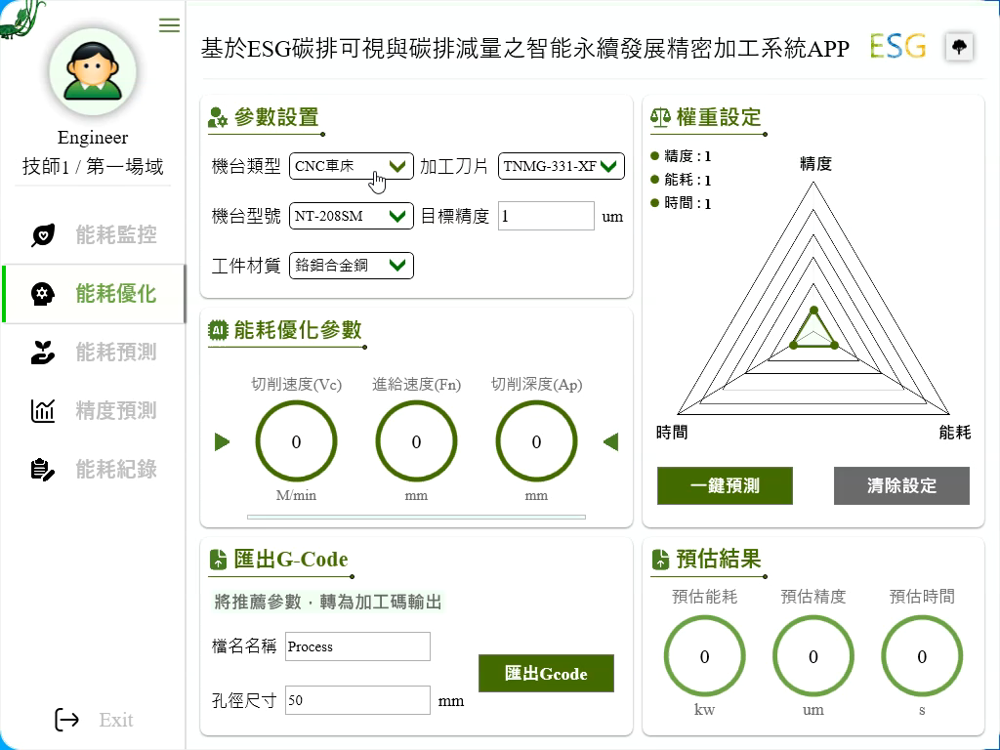 基於ESG碳排可視與碳排減量之智能永續發展精密加工系統APP
ESG
Engineer
技師1 / 第一場域
能耗監控
能耗優化
能耗預測
精度預測
能耗紀錄
Exit
參數設置
機台類型 CNC車床 加工刀片 TNMG-331-XF
機台型號 NT-208SM 目標精度 1 um
工件材質 鉻鉬合金鋼
能耗優化參數
切削速度(Vc) 進給速度(Fn) 切削深度(Ap)
0 0 0
M/min mm mm
匯出G-Code
將推薦參數，轉為加工碼輸出
檔名名稱 Process
孔徑尺寸 50 mm
匯出Gcode
權重設定
精度 : 1
能耗 : 1
時間 : 1
精度
時間 能耗
一鍵預測 清除設定
預估結果
預估能耗 預估精度 預估時間
0 0 0
kw um s